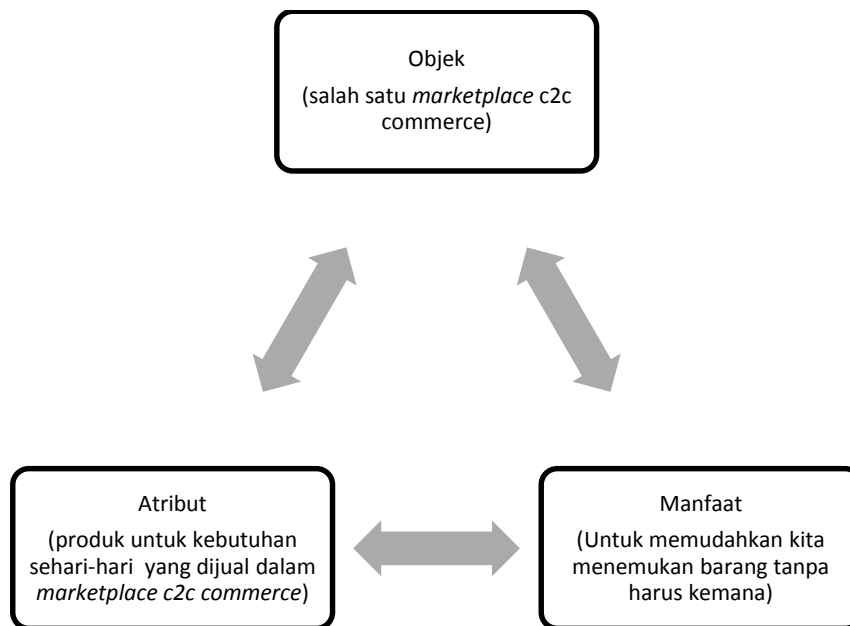 Objek
(salah satu marketplace c2c
commerce)
Atribut
(produk untuk kebutuhan
sehari-hari  yang dijual dalam
marketplace c2c commerce)
Manfaat
(Untuk memudahkan kita
menemukan barang tanpa
harus kemana)